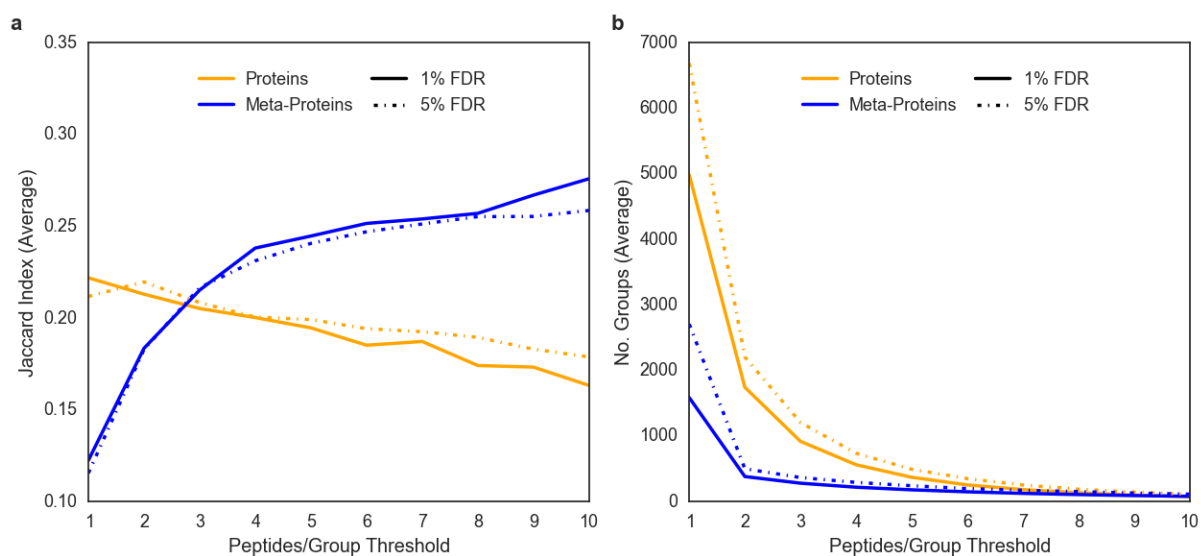 a
0.35
0.30
0.25
0.20
0.15
0.10
Jaccard Index (Average)
Proteins
Meta-Proteins
1% FDR
5% FDR
1 2 3 4 5 6 7 8 9 10
Peptides/Group Threshold
b
7000
6000
5000
4000
3000
2000
1000
0
No. Groups (Average)
Proteins
Meta-Proteins
1% FDR
5% FDR
1 2 3 4 5 6 7 8 9 10
Peptides/Group Threshold